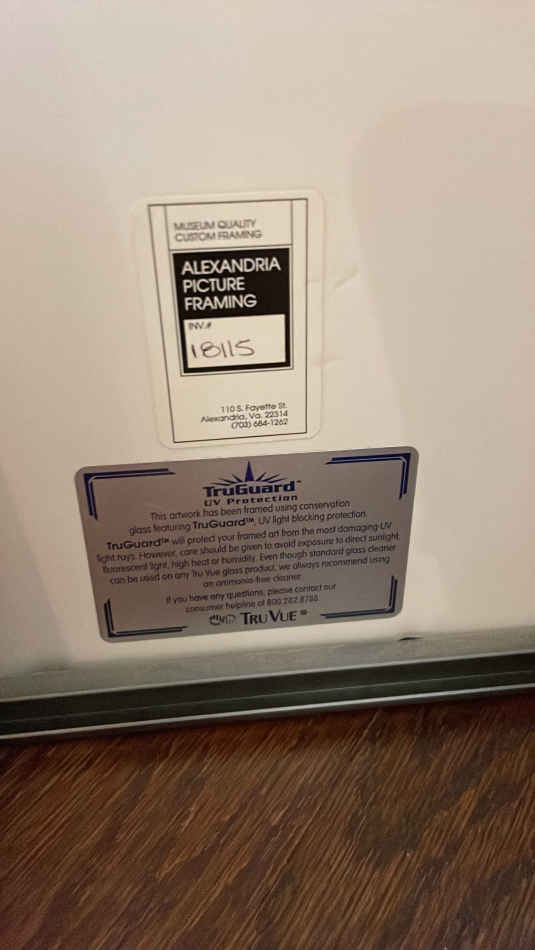 MUSEUM QUALITY
CUSTOM FRAMING
ALEXANDRIA
PICTURE
FRAMING
INV.#
18115
110 S. Fayette St.
Alexandria, Va. 22314
(703) 684-1262
TruGuard™
UV Protection
This artwork has been framed using conservation
glass featuring TruGuard™, UV light blocking protection.
TruGuard™ will protect your framed art from the most damaging UV
light rays. However, care should be given to avoid exposure to direct sunlight,
fluorescent light, high heat or humidity. Even though standard glass cleaner
can be used on any Tru Vue glass product, we always recommend using
an ammonia-free cleaner.
If you have any questions, please contact our
consumer helpline at 800.282.8788
TRU VUE®